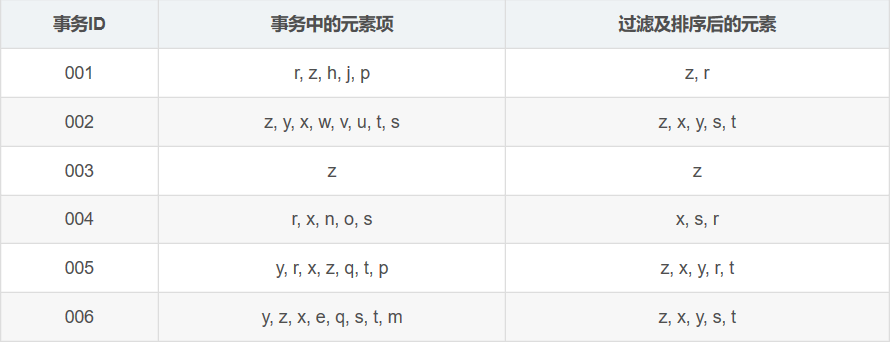 事务ID 事务中的元素项 过滤及排序后的元素
001 r, z, h, j, p z, r
002 z, y, x, w, v, u, t, s z, x, y, s, t
003 z z
004 r, x, n, o, s x, s, r
005 y, r, x, z, q, t, p z, x, y, r, t
006 y, z, x, e, q, s, t, m z, x, y, s, t